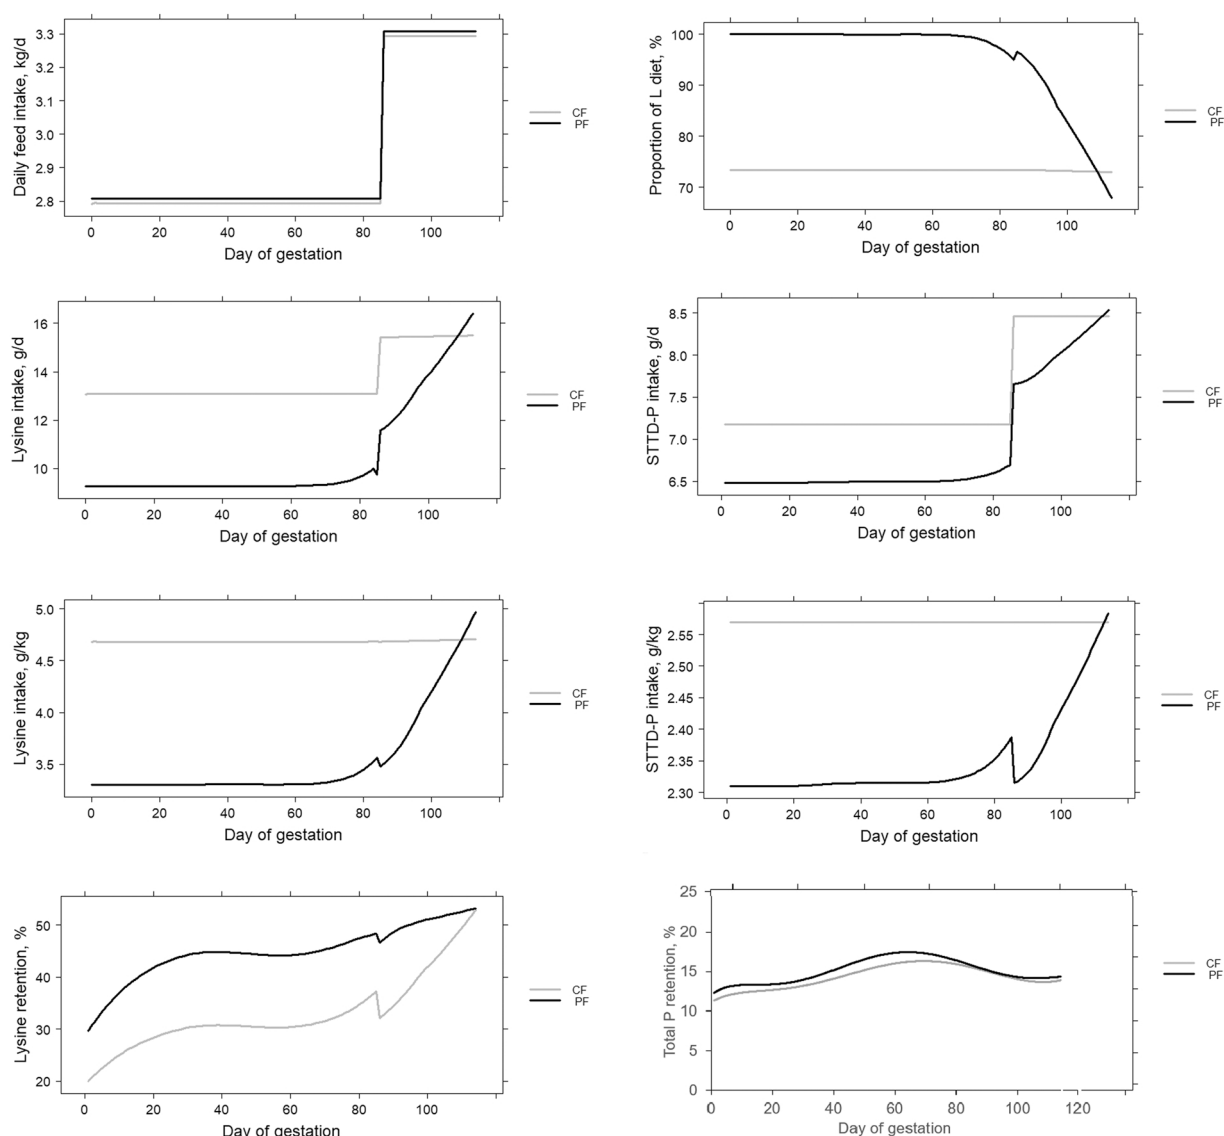 Daily feed intake, kg/d
3.3
3.2
3.1
3.0
2.9
2.8
0 20 40 60 80 100
Day of gestation
CF
PF
Proportion of L diet, %
100
90
80
70
0 20 40 60 80 100
Day of gestation
CF
PF
Lysine intake, g/d
16
14
12
10
0 20 40 60 80 100
Day of gestation
CF
PF
STTD-P intake, g/d
8.5
8.0
7.5
7.0
6.5
0 20 40 60 80 100
Day of gestation
CF
PF
Lysine intake, g/kg
5.0
4.5
4.0
3.5
0 20 40 60 80 100
Day of gestation
CF
PF
STTD-P intake, g/kg
2.55
2.50
2.45
2.40
2.35
2.30
0 20 40 60 80 100
Day of gestation
CF
PF
Lysine retention, %
50
40
30
20
0 20 40 60 80 100
Day of gestation
CF
PF
Total P retention, %
25
20
15
10
5
0
0 20 40 60 80 100 120
Day of gestation
CF
PF